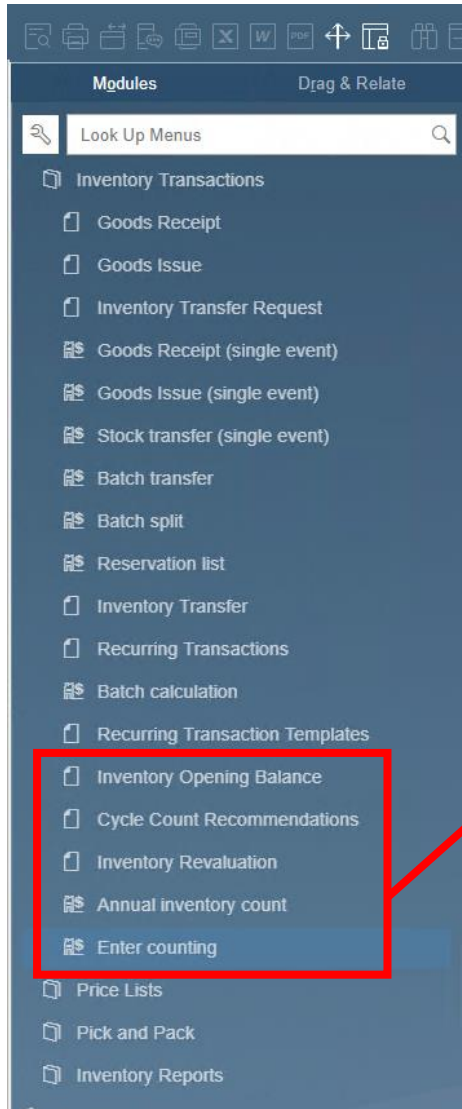 Modules
Drag & Relate
Look Up Menus
Inventory Transactions
Goods Receipt
Goods Issue
Inventory Transfer Request
Goods Receipt (single event)
Goods Issue (single event)
Stock transfer (single event)
Batch transfer
Batch split
Reservation list
Inventory Transfer
Recurring Transactions
Batch calculation
Recurring Transaction Templates
Inventory Opening Balance
Cycle Count Recommendations
Inventory Revaluation
Annual inventory count
Enter counting
Price Lists
Pick and Pack
Inventory Reports